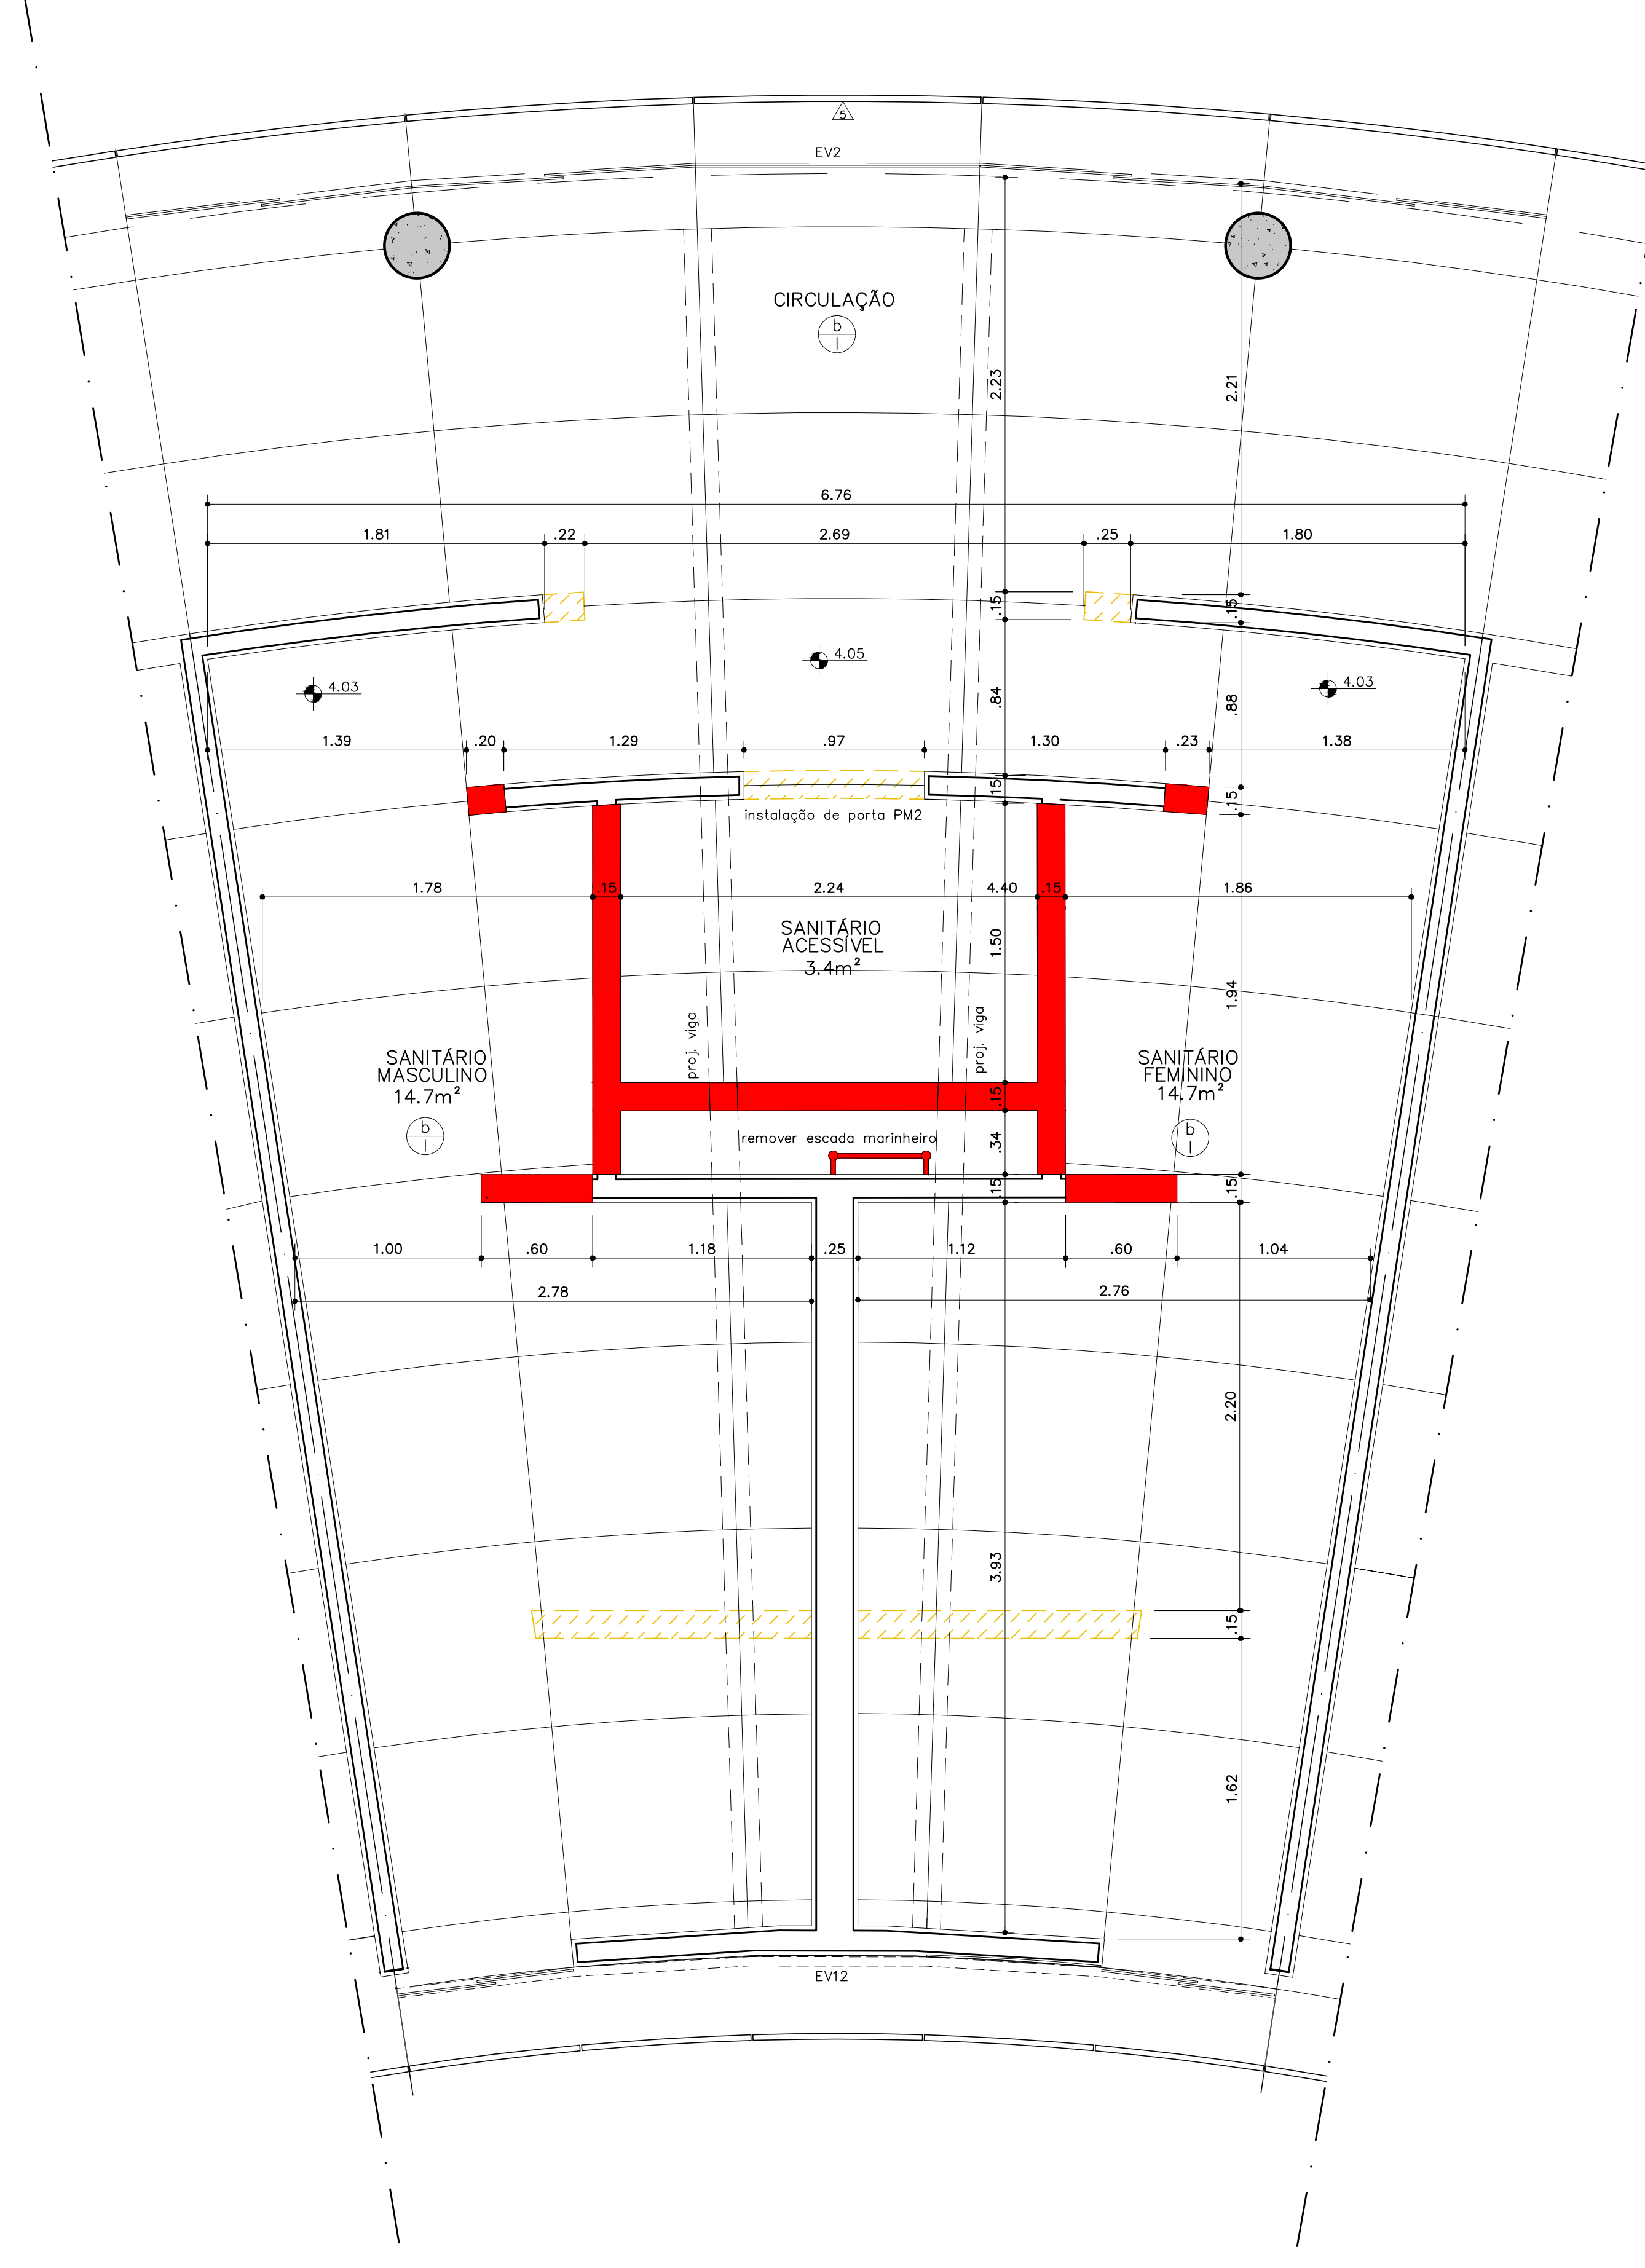 5
EV2
CIRCULAÇÃO
b
I
2.23
2.21
6.76
1.81
.22
2.69
.25
1.80
.15
.15
4.03
4.05
4.03
.84
.88
1.39
.20
1.29
.97
1.30
.23
1.38
.15
.15
instalação de porta PM2
1.78
.15
2.24
4.40
.15
1.86
SANITÁRIO
ACESSÍVEL
3.4m²
1.50
1.94
proj. viga
proj. viga
SANITÁRIO
MASCULINO
14.7m²
b
I
SANITÁRIO
FEMININO
14.7m²
b
I
.15
remover escada marinheiro
.34
.15
.15
1.00
.60
1.18
.25
1.12
.60
1.04
2.78
2.76
2.20
3.93
.15
1.62
EV12